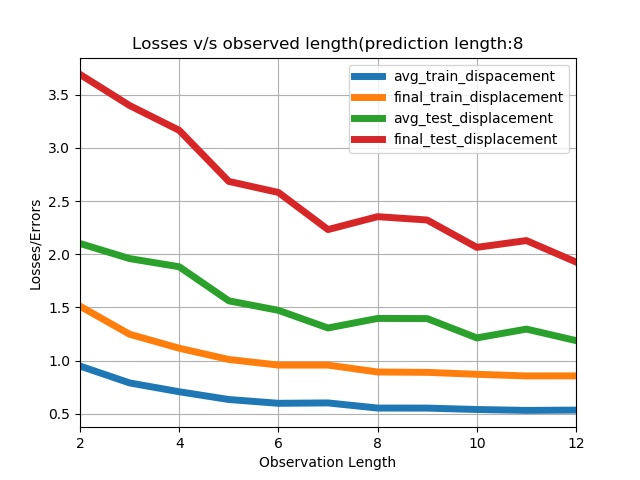 Losses v/s observed length(prediction length:8
avg_train_dispacement
final_train_displacement
avg_test_displacement
final_test_displacement
Losses/Errors
3.5
3.0
2.5
2.0
1.5
1.0
0.5
2 4 6 8 10 12
Observation Length